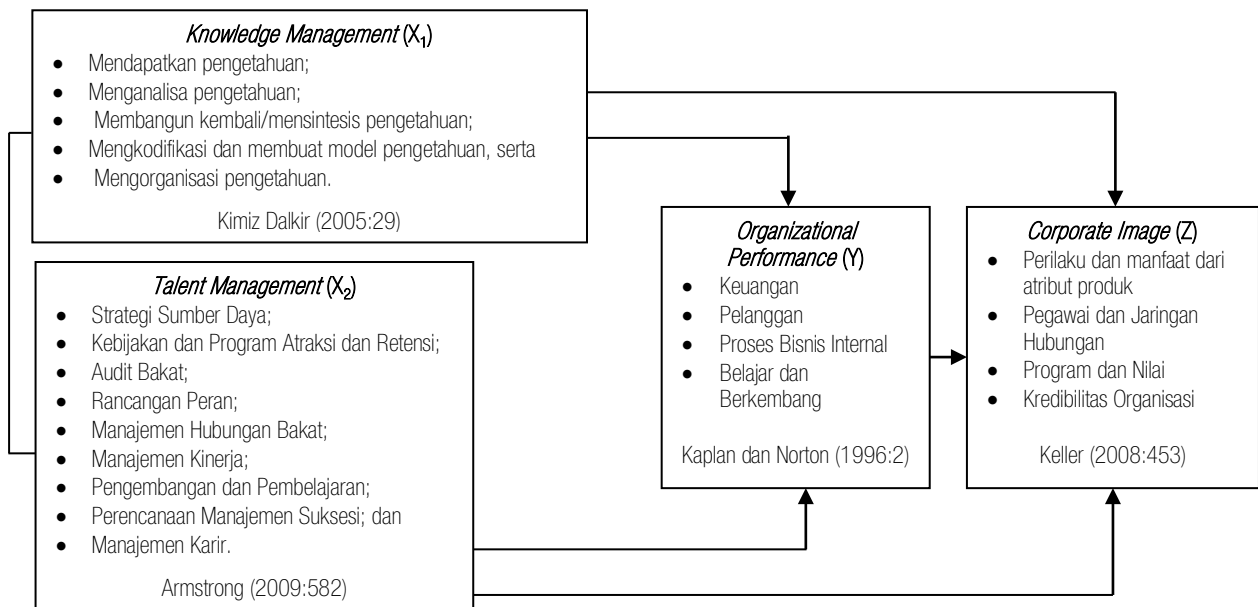 Knowledge Management (X₁)
• Mendapatkan pengetahuan;
• Menganalisa pengetahuan;
• Membangun kembali/mensintesis pengetahuan;
• Mengkodifikasi dan membuat model pengetahuan, serta
• Mengorganisasi pengetahuan.
Kimiz Dalkir (2005:29)
Talent Management (X₂)
• Strategi Sumber Daya;
• Kebijakan dan Program Atraksi dan Retensi;
• Audit Bakat;
• Rancangan Peran;
• Manajemen Hubungan Bakat;
• Manajemen Kinerja;
• Pengembangan dan Pembelajaran;
• Perencanaan Manajemen Suksesi; dan
• Manajemen Karir.
Armstrong (2009:582)
Organizational
Performance (Y)
• Keuangan
• Pelanggan
• Proses Bisnis Internal
• Belajar dan
Berkembang
Kaplan dan Norton (1996:2)
Corporate Image (Z)
• Perilaku dan manfaat dari
atribut produk
• Pegawai dan Jaringan
Hubungan
• Program dan Nilai
• Kredibilitas Organisasi
Keller (2008:453)